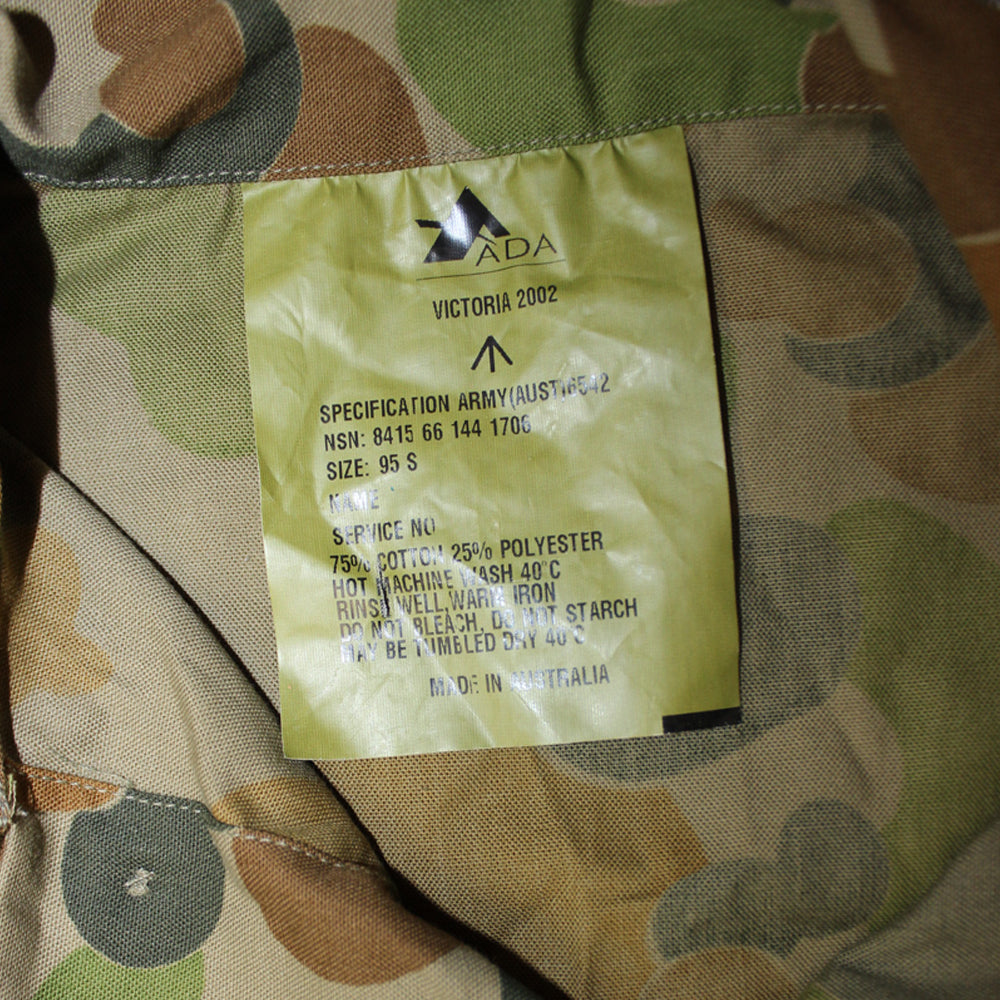 ADA
VICTORIA 2002
SPECIFICATION ARMY(AUST)6542
NSN: 8415 66 144 1706
SIZE: 95 S
NAME
SERVICE NO
75% COTTON 25% POLYESTER
HOT MACHINE WASH 40°C
RINSE WELL, WARM IRON
DO NOT BLEACH, DO NOT STARCH
MAY BE TUMBLED DRY 40°C
MADE IN AUSTRALIA